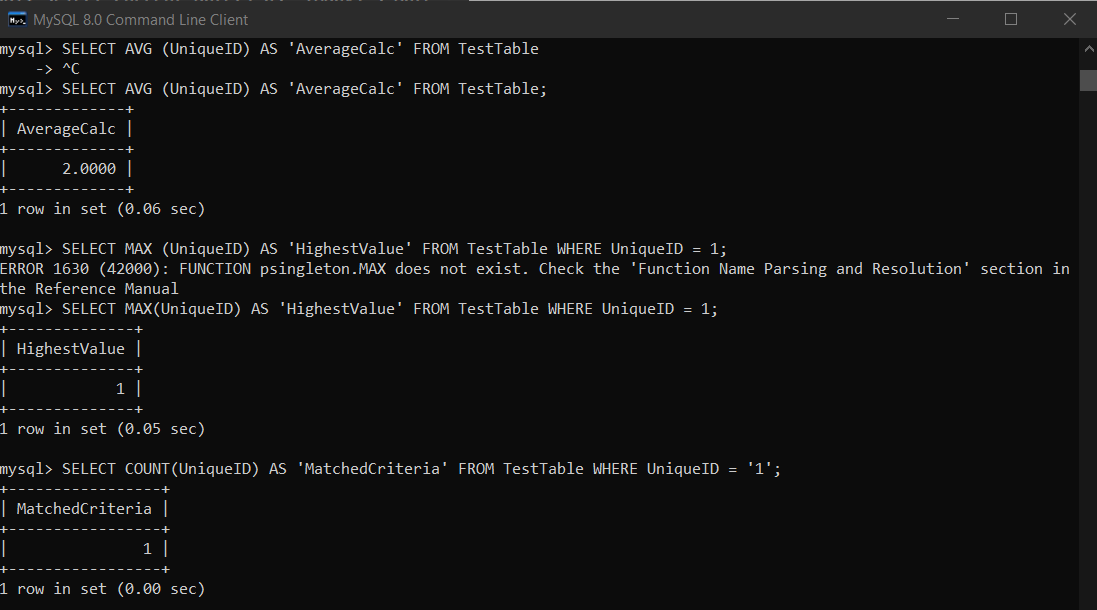 MySQL 8.0 Command Line Client
mysql> SELECT AVG (UniqueID) AS 'AverageCalc' FROM TestTable
    -> ^C
mysql> SELECT AVG (UniqueID) AS 'AverageCalc' FROM TestTable;
+-------------+
| AverageCalc |
+-------------+
|      2.0000 |
+-------------+
1 row in set (0.06 sec)

mysql> SELECT MAX (UniqueID) AS 'HighestValue' FROM TestTable WHERE UniqueID = 1;
ERROR 1630 (42000): FUNCTION psingleton.MAX does not exist. Check the 'Function Name Parsing and Resolution' section in
the Reference Manual
mysql> SELECT MAX(UniqueID) AS 'HighestValue' FROM TestTable WHERE UniqueID = 1;
+--------------+
| HighestValue |
+--------------+
|            1 |
+--------------+
1 row in set (0.05 sec)

mysql> SELECT COUNT(UniqueID) AS 'MatchedCriteria' FROM TestTable WHERE UniqueID = '1';
+-----------------+
| MatchedCriteria |
+-----------------+
|               1 |
+-----------------+
1 row in set (0.00 sec)